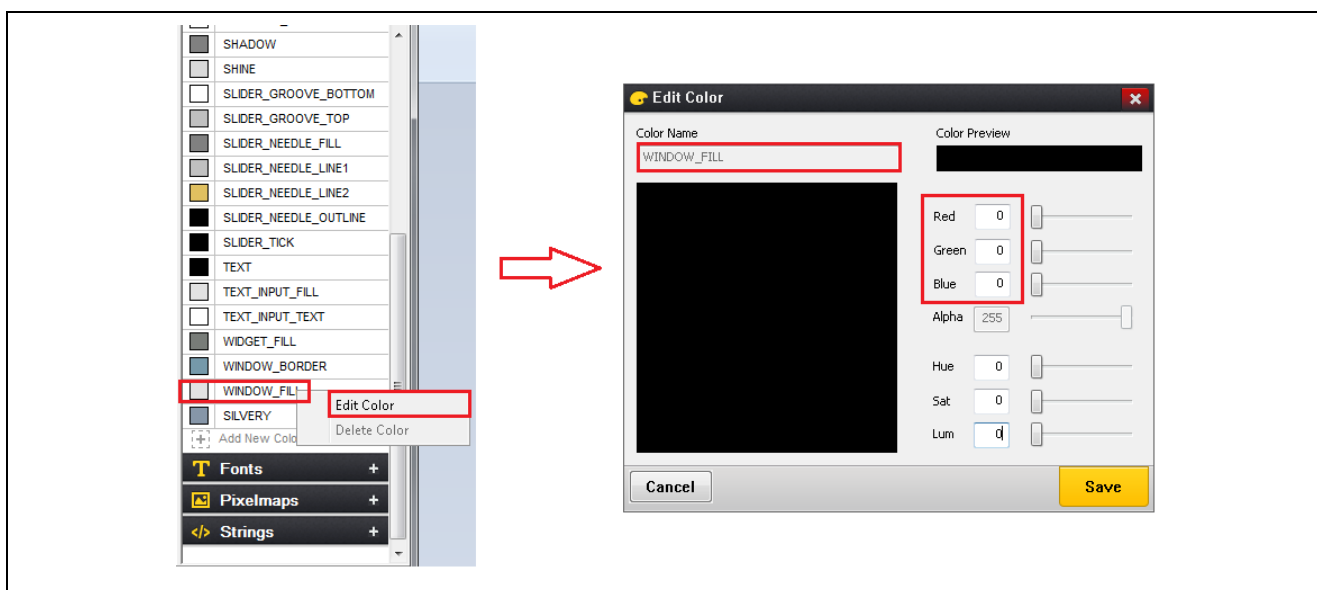 SHADOW
SHINE
SLIDER_GROOVE_BOTTOM
SLIDER_GROOVE_TOP
SLIDER_NEEDLE_FILL
SLIDER_NEEDLE_LINE1
SLIDER_NEEDLE_LINE2
SLIDER_NEEDLE_OUTLINE
SLIDER_TICK
TEXT
TEXT_INPUT_FILL
TEXT_INPUT_TEXT
WIDGET_FILL
WINDOW_BORDER
WINDOW_FIL
Edit Color
SILVERY
Delete Color
Add New Colo
Fonts +
Pixelmaps +
</> Strings +
Edit Color
Color Name
WINDOW_FILL
Color Preview
Red 0
Green 0
Blue 0
Alpha 255
Hue 0
Sat 0
Lum 0
Cancel
Save